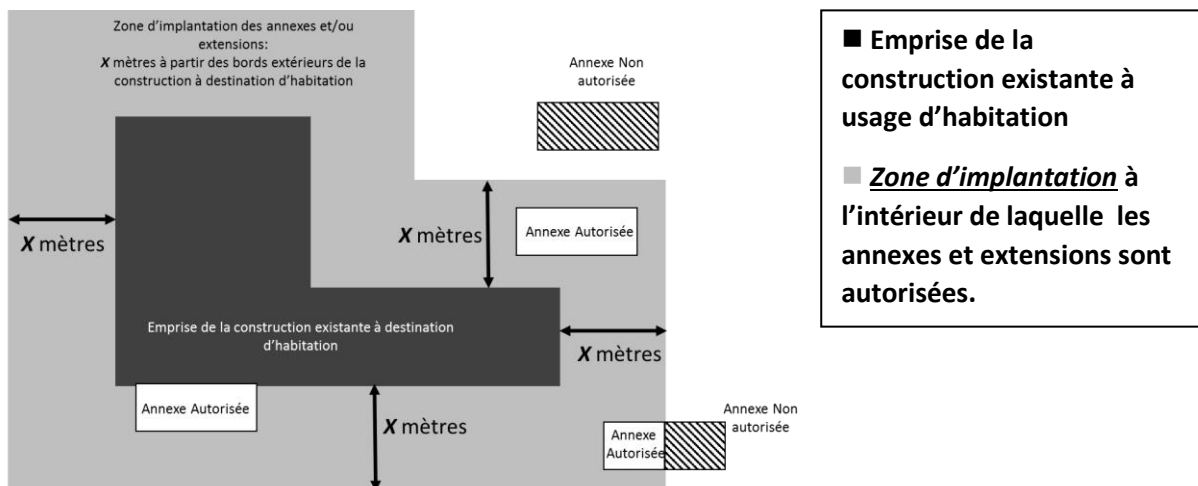 Zone d’implantation des annexes et/ou
extensions:
X mètres à partir des bords extérieurs de la
construction à destination d’habitation
Annexe Non
autorisée
X mètres
X mètres
Annexe Autorisée
Emprise de la construction existante à destination
d’habitation
X mètres
Annexe Autorisée
X mètres
Annexe
Autorisée
Annexe Non
autorisée
Emprise de la
construction existante à
usage d’habitation
Zone d’implantation à
l’intérieur de laquelle les
annexes et extensions sont
autorisées.